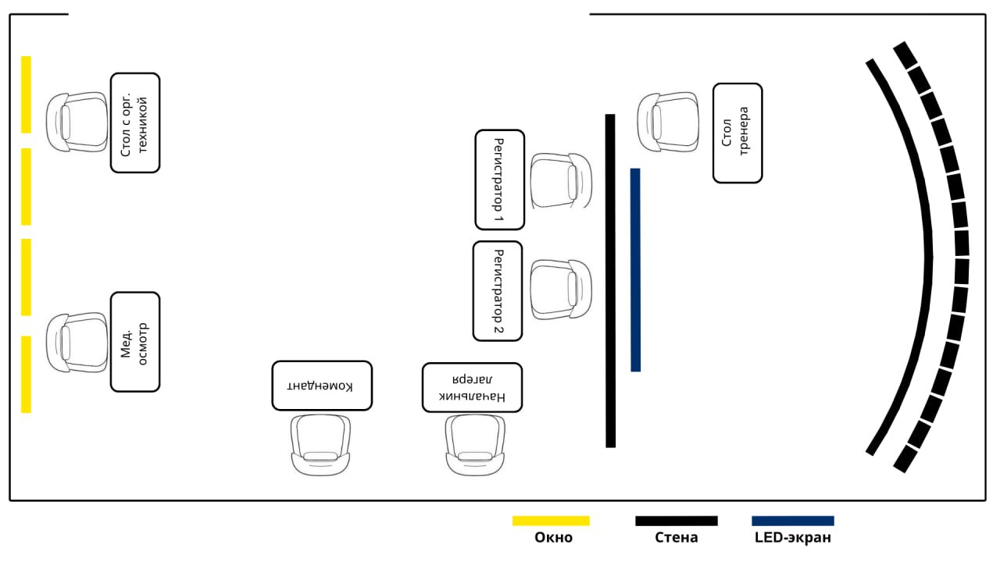 Стол с орг.
техникой
Регистратор 1
Стол
тренера
Регистратор 2
Мед.
осмотр
Комендант
Начальник
лагеря
Окно
Стена
LED-экран